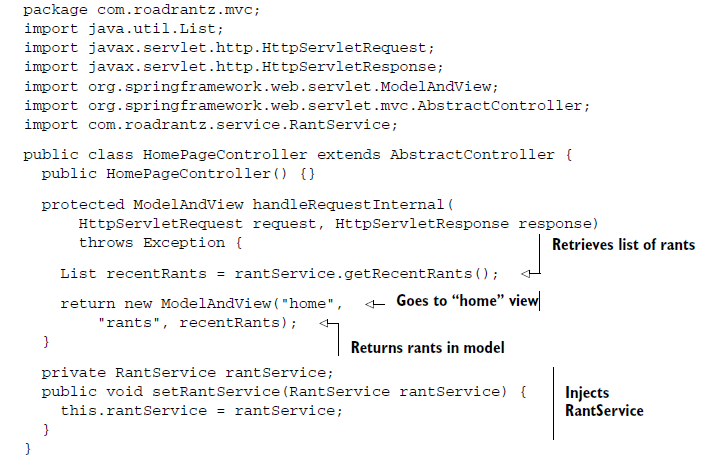 package com.roadrantz.mvc;
import java.util.List;
import javax.servlet.http.HttpServletRequest;
import javax.servlet.http.HttpServletResponse;
import org.springframework.web.servlet.ModelAndView;
import org.springframework.web.servlet.mvc.AbstractController;
import com.roadrantz.service.RantService;
public class HomePageController extends AbstractController {
public HomePageController() {}
protected ModelAndView handleRequestInternal(
HttpServletRequest request, HttpServletResponse response)
throws Exception {
Retrieves list of rants
List recentRants = rantService.getRecentRants();
return new ModelAndView("home",
Goes to “home” view
"rants", recentRants);
}
Returns rants in model
private RantService rantService;
public void setRantService(RantService rantService) {
this.rantService = rantService;
}
Injects
RantService
}